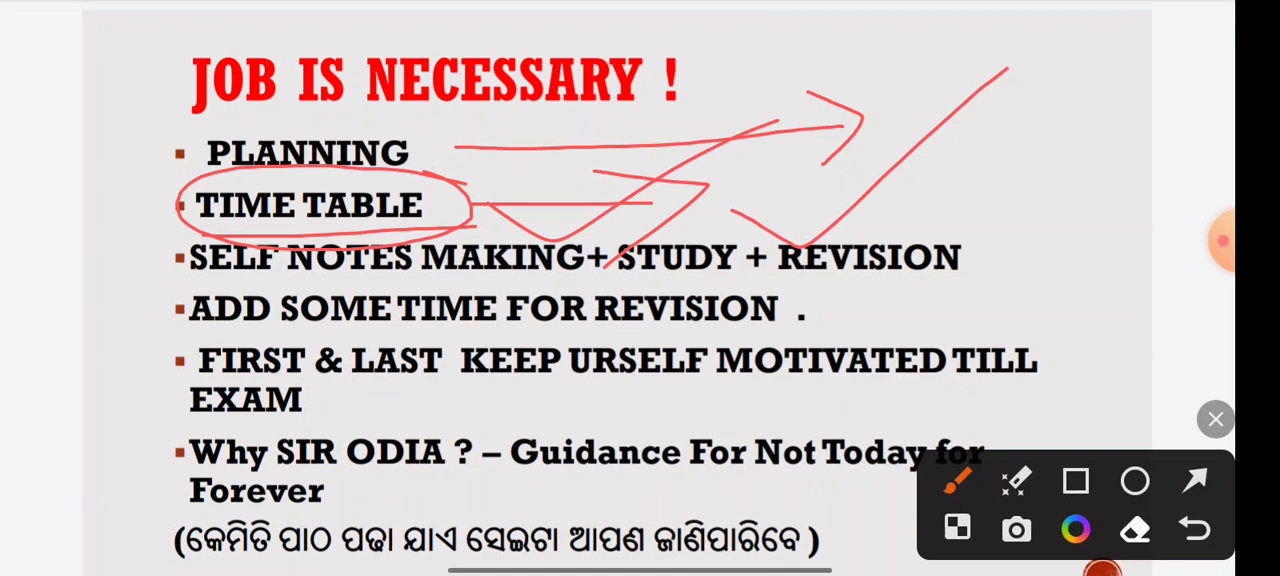 JOB IS NECESSARY !
▪ PLANNING
▪ TIME TABLE
▪ SELF NOTES MAKING+ STUDY + REVISION
▪ ADD SOME TIME FOR REVISION .
▪ FIRST & LAST KEEP URSELF MOTIVATED TILL
EXAM
▪ Why SIR ODIA ? – Guidance For Not Today for
Forever
(କେମିତି ପାଠ ପଢା ଯାଏ ସେଇଟା ଆପଣ ଜାଣିପାରିବେ )